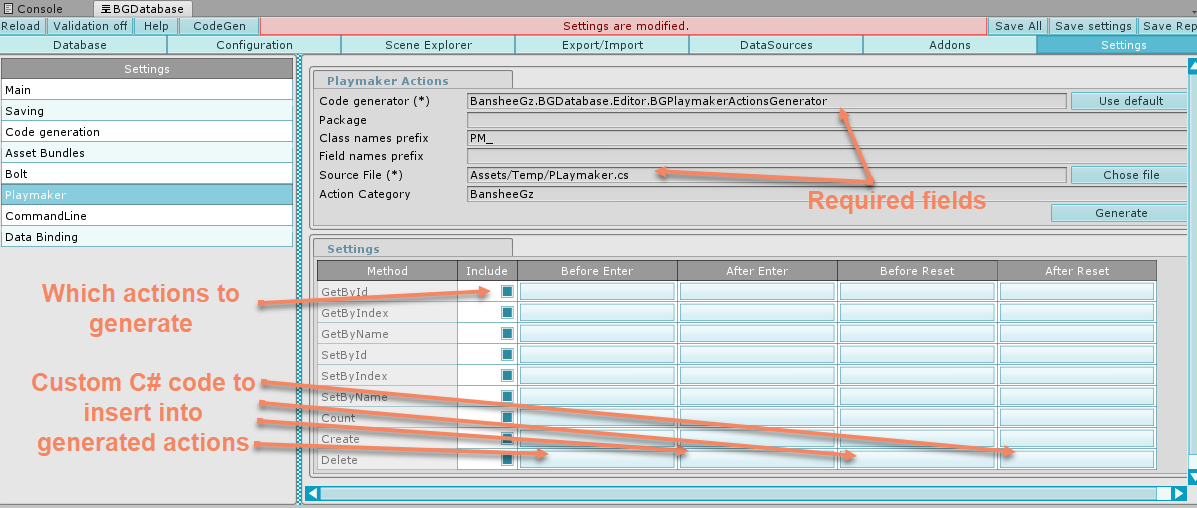 Console
BGDatabase
Reload Validation off Help CodeGen Settings are modified. Save All Save settings Save Rep
Database Configuration Scene Explorer Export/Import DataSources Addons Settings
Settings
Main
Saving
Code generation
Asset Bundles
Bolt
Playmaker
CommandLine
Data Binding
Playmaker Actions
Code generator (*) BansheeGz.BGDatabase.Editor.BGPlaymakerActionsGenerator Use default
Package
Class names prefix PM_
Field names prefix
Source File (*) Assets/Temp/PLaymaker.cs Chose file
Action Category BansheeGz
Required fields
Generate
Settings
Method Include Before Enter After Enter Before Reset After Reset
GetById
GetByIndex
GetByName
SetById
SetByIndex
SetByName
Count
Create
Delete
Which actions to
generate
Custom C# code to
insert into
generated actions